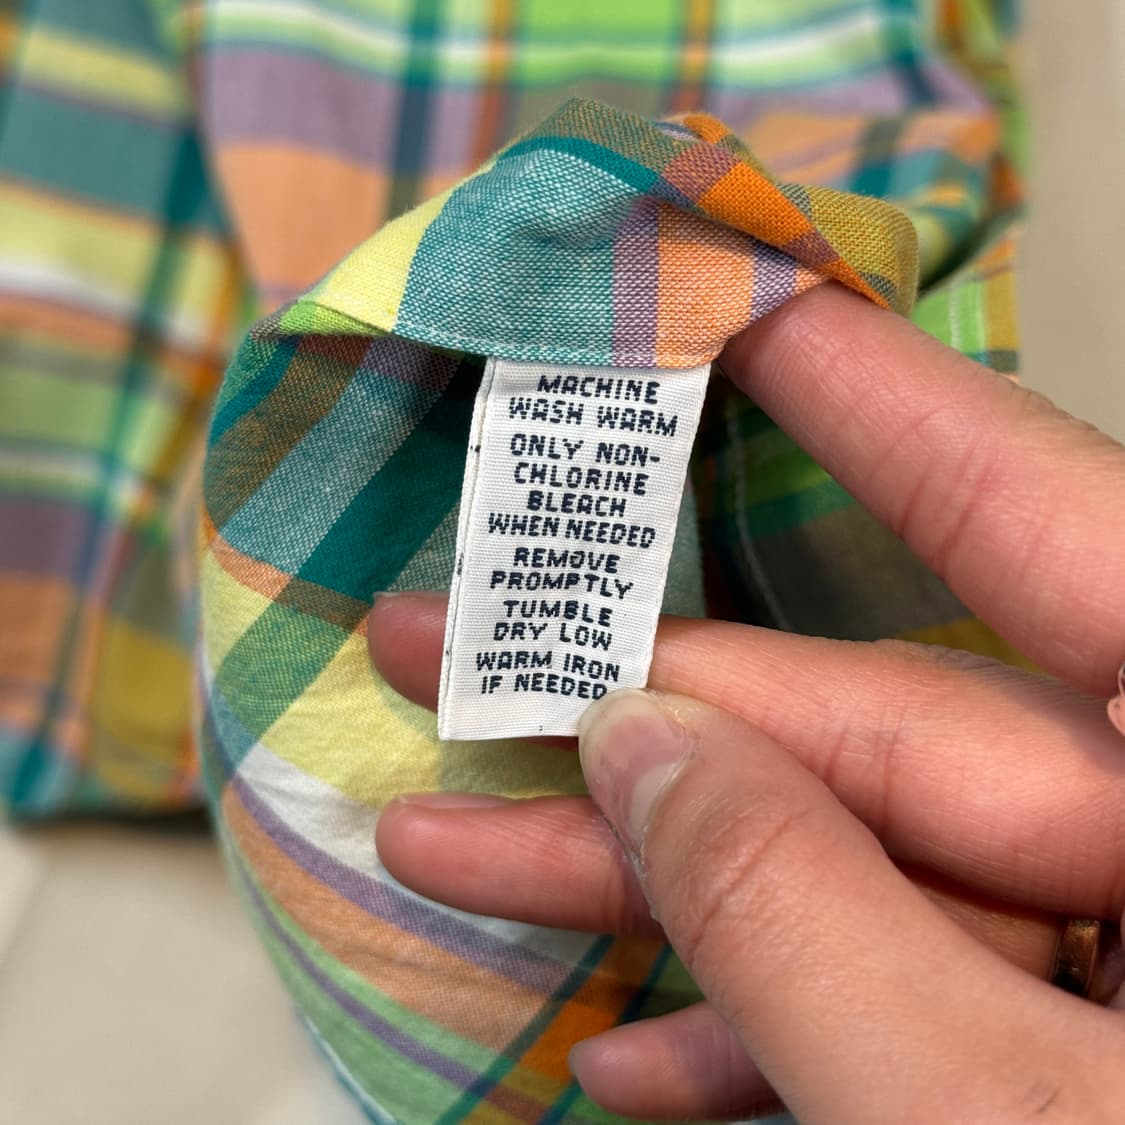 MACHINE
WASH WARM
ONLY NON-
CHLORINE
BLEACH
WHEN NEEDED
REMOVE
PROMPTLY
TUMBLE
DRY LOW
WARM IRON
IF NEEDED